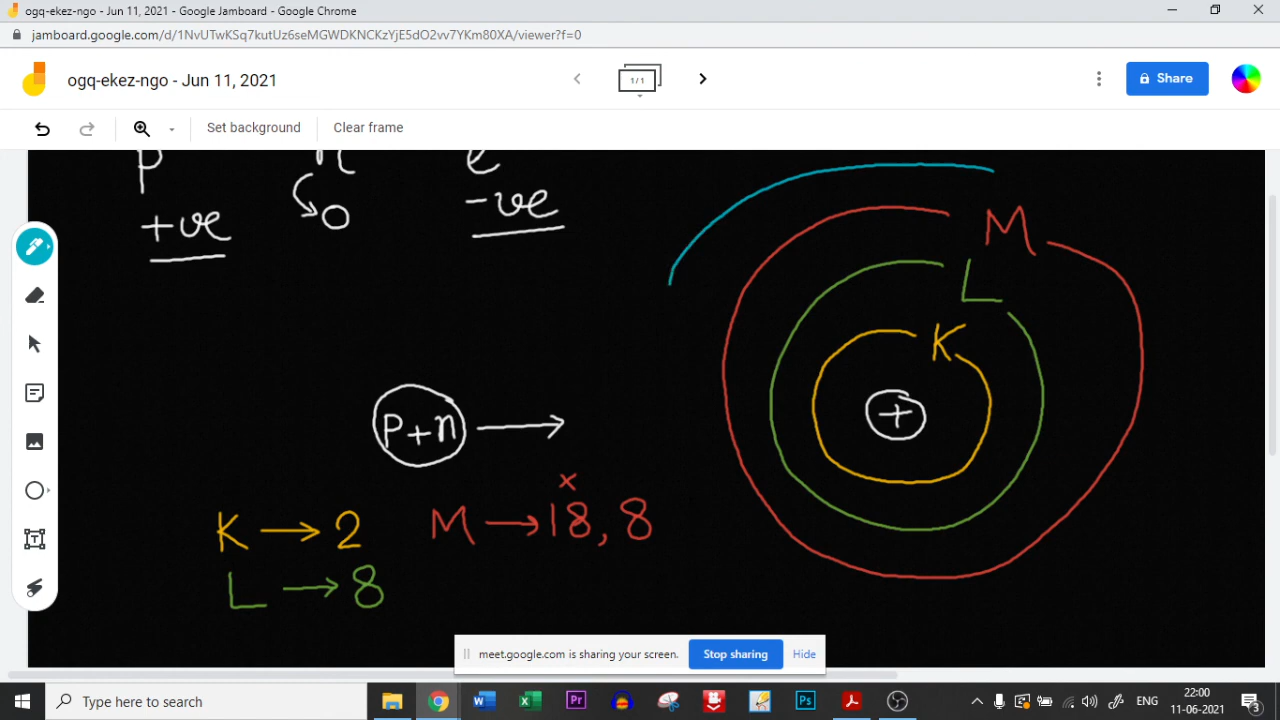 ogq-ekez-ngo - Jun 11, 2021 - Google Jamboard - Google Chrome
jamboard.google.com/d/1NvUTwKSq7kutUz6seMGWDKNCKzYjE5dO2vv7YKm80XA/viewer?f=0
ogq-ekez-ngo - Jun 11, 2021
1/1
Share
Set background
Clear frame
p n e
+ve 0 -ve
M
L
K
+
P+n →
×
K → 2 M → 18, 8
L → 8
meet.google.com is sharing your screen. Stop sharing Hide
Type here to search
ENG
22:00
11-06-2021
3